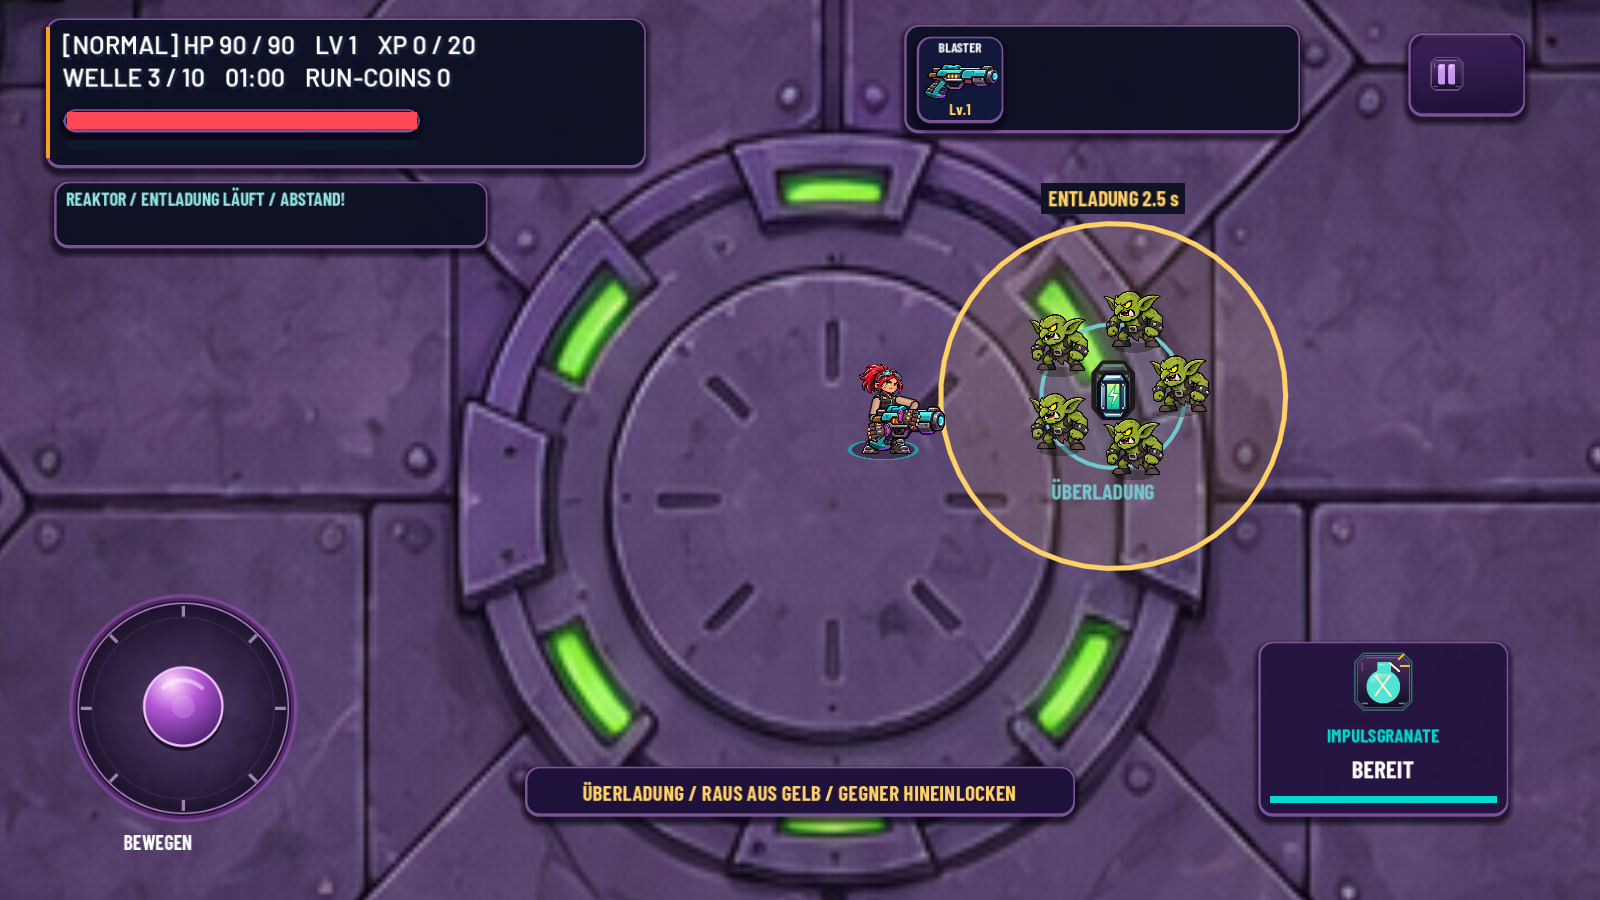 [NORMAL] HP 90 / 90 LV 1 XP 0 / 20
WELLE 3 / 10 01:00 RUN-COINS 0
REAKTOR / ENTLADUNG LÄUFT / ABSTAND!
BLASTER
Lv.1
ENTLADUNG 2.5 s
ÜBERLADUNG
BEWEGEN
ÜBERLADUNG / RAUS AUS GELB / GEGNER HINEINLOCKEN
IMPULSGRANATE
BEREIT